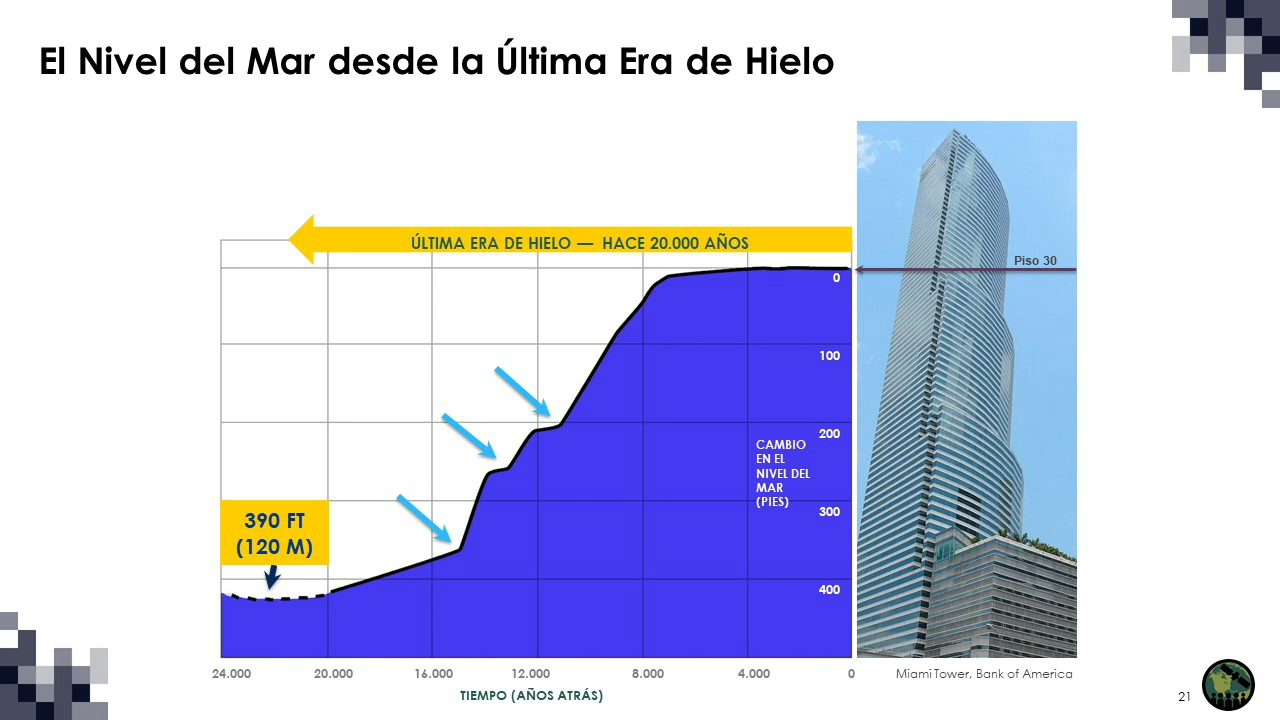 El Nivel del Mar desde la Última Era de Hielo
ÚLTIMA ERA DE HIELO — HACE 20.000 AÑOS
Piso 30
0
100
200
CAMBIO
EN EL
NIVEL DEL
MAR
(PIES)
300
400
390 FT
(120 M)
24.000 20.000 16.000 12.000 8.000 4.000 0
TIEMPO (AÑOS ATRÁS)
Miami Tower, Bank of America
21